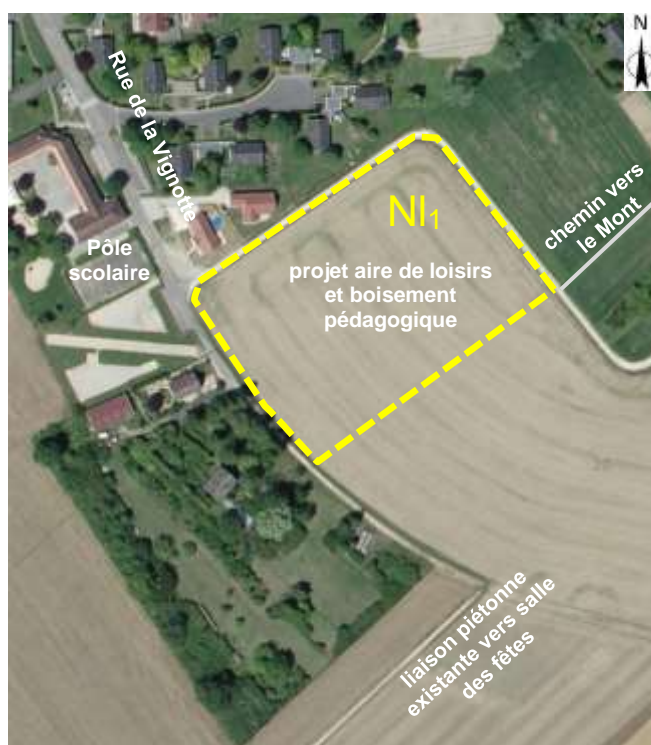 N
Rue de la Vignotte
NI1
chemin vers
le Mont
Pôle
scolaire
projet aire de loisirs
et boisement
pédagogique
liaison piétonne
existante vers salle
des fêtes